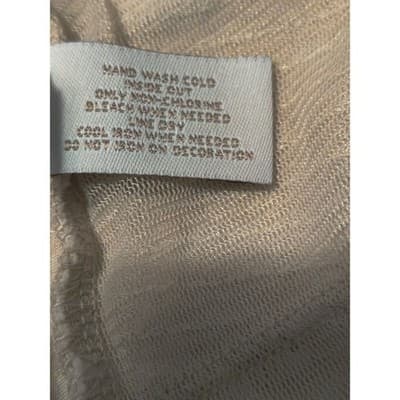 HAND WASH COLD
INSIDE OUT
ONLY NON-CHLORINE
BLEACH WHEN NEEDED
LINE DRY
COOL IRON WHEN NEEDED
DO NOT IRON ON DECORATION